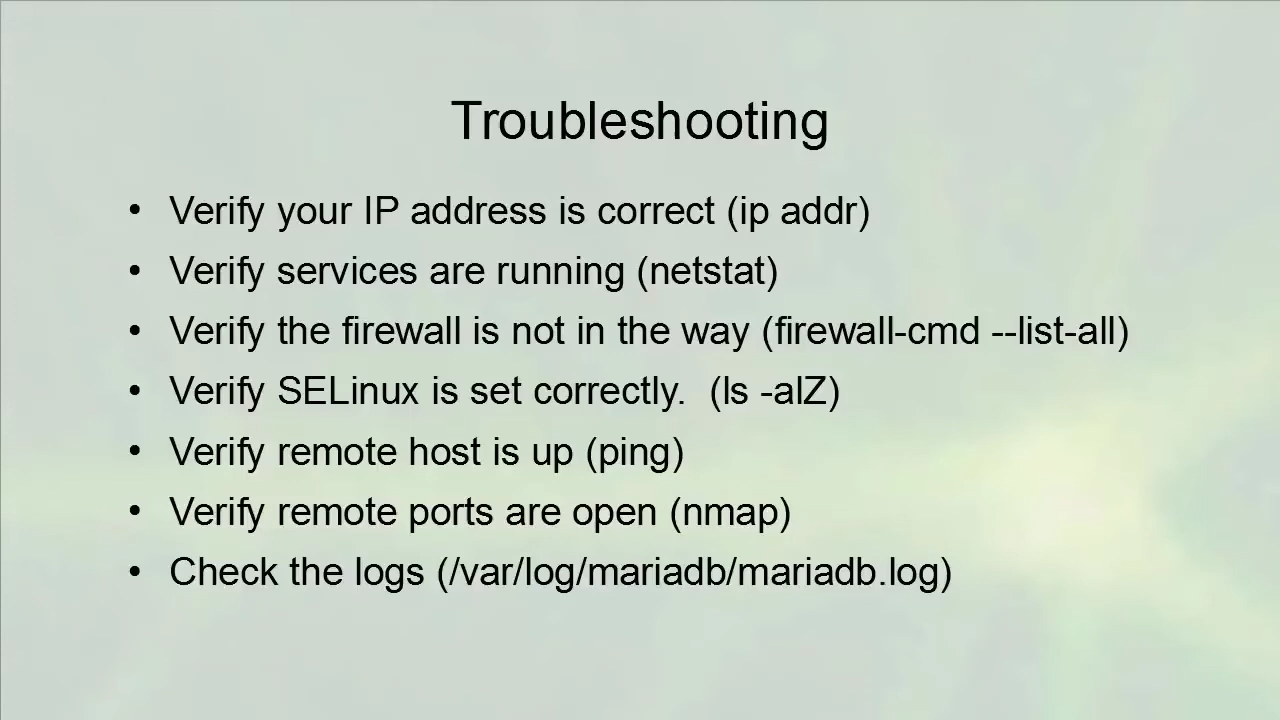 Troubleshooting
• Verify your IP address is correct (ip addr)
• Verify services are running (netstat)
• Verify the firewall is not in the way (firewall-cmd --list-all)
• Verify SELinux is set correctly.  (ls -alZ)
• Verify remote host is up (ping)
• Verify remote ports are open (nmap)
• Check the logs (/var/log/mariadb/mariadb.log)